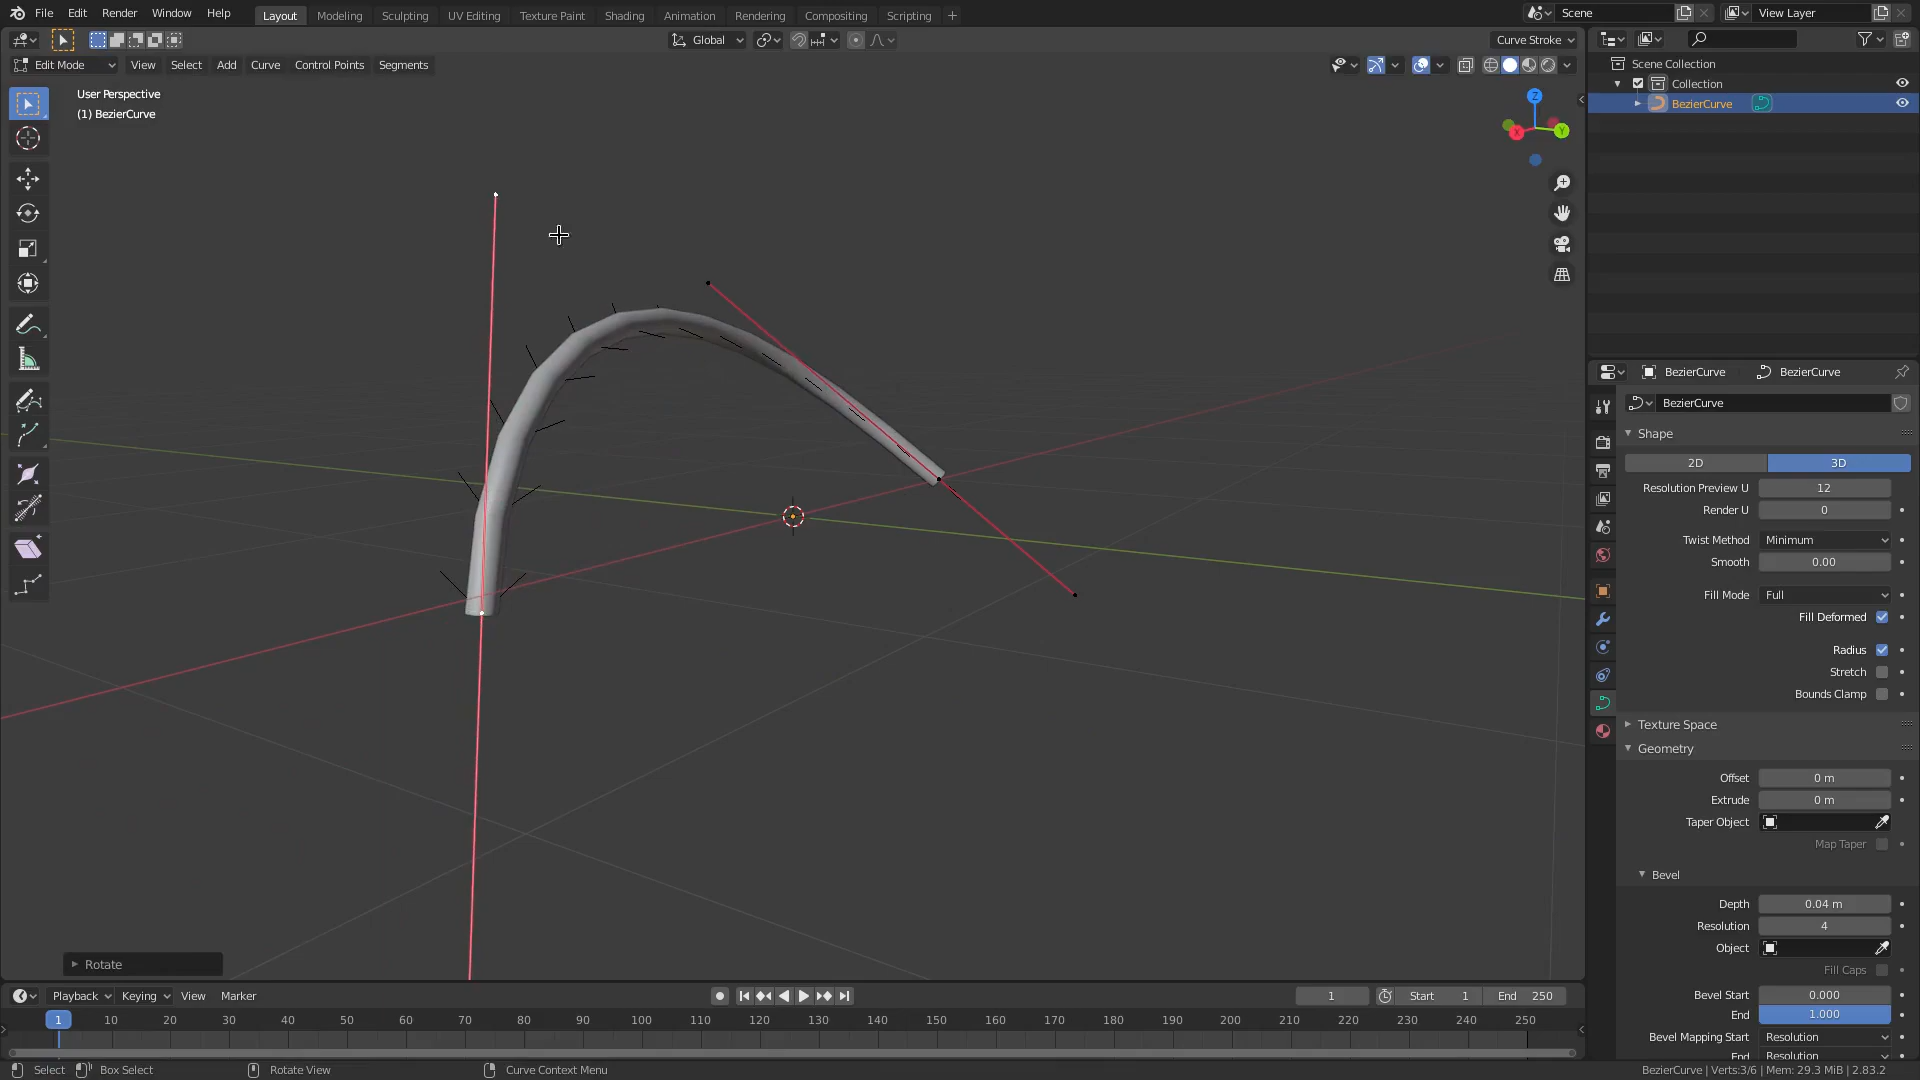 File Edit Render Window Help
Layout Modeling Sculpting UV Editing Texture Paint Shading Animation Rendering Compositing Scripting
Scene
View Layer
Global
Curve Stroke
Edit Mode View Select Add Curve Control Points Segments
User Perspective
(1) BezierCurve
Z
X
Y
Rotate
Scene Collection
Collection
BezierCurve
BezierCurve BezierCurve
BezierCurve
Shape
2D 3D
Resolution Preview U 12
Render U 0
Twist Method Minimum
Smooth 0.00
Fill Mode Full
Fill Deformed
Radius
Stretch
Bounds Clamp
Texture Space
Geometry
Offset 0 m
Extrude 0 m
Taper Object
Map Taper
Bevel
Depth 0.04 m
Resolution 4
Object
Fill Caps
Bevel Start 0.000
End 1.000
Bevel Mapping Start Resolution
End Resolution
Playback Keying View Marker
1 Start 1 End 250
1 10 20 30 40 50 60 70 80 90 100 110 120 130 140 150 160 170 180 190 200 210 220 230 240 250
Select Box Select Rotate View Curve Context Menu
BezierCurve | Verts:3/6 | Mem: 29.3 MiB | 2.83.2